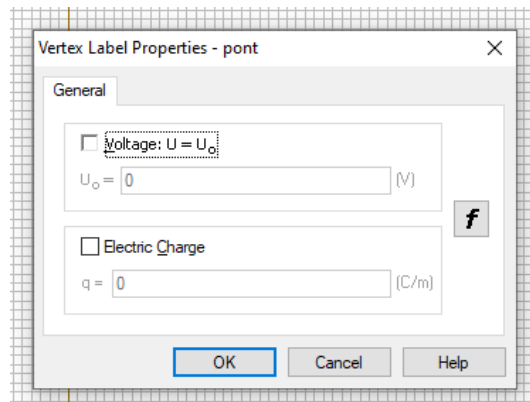 Vertex Label Properties - pont
General
Voltage: U = Uₒ
Uₒ = 0 (V)
f
Electric Charge
q = 0 (C/m)
OK Cancel Help